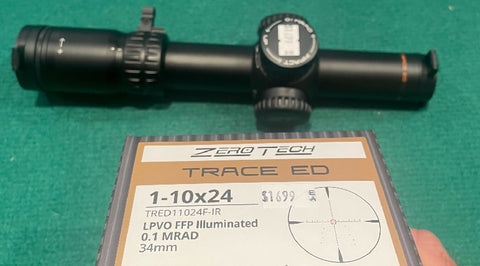 ZEROTECH
TRACE ED
1-10x24
$1699
TRED11024F-IR
LPVO FFP Illuminated
0.1 MRAD
34mm